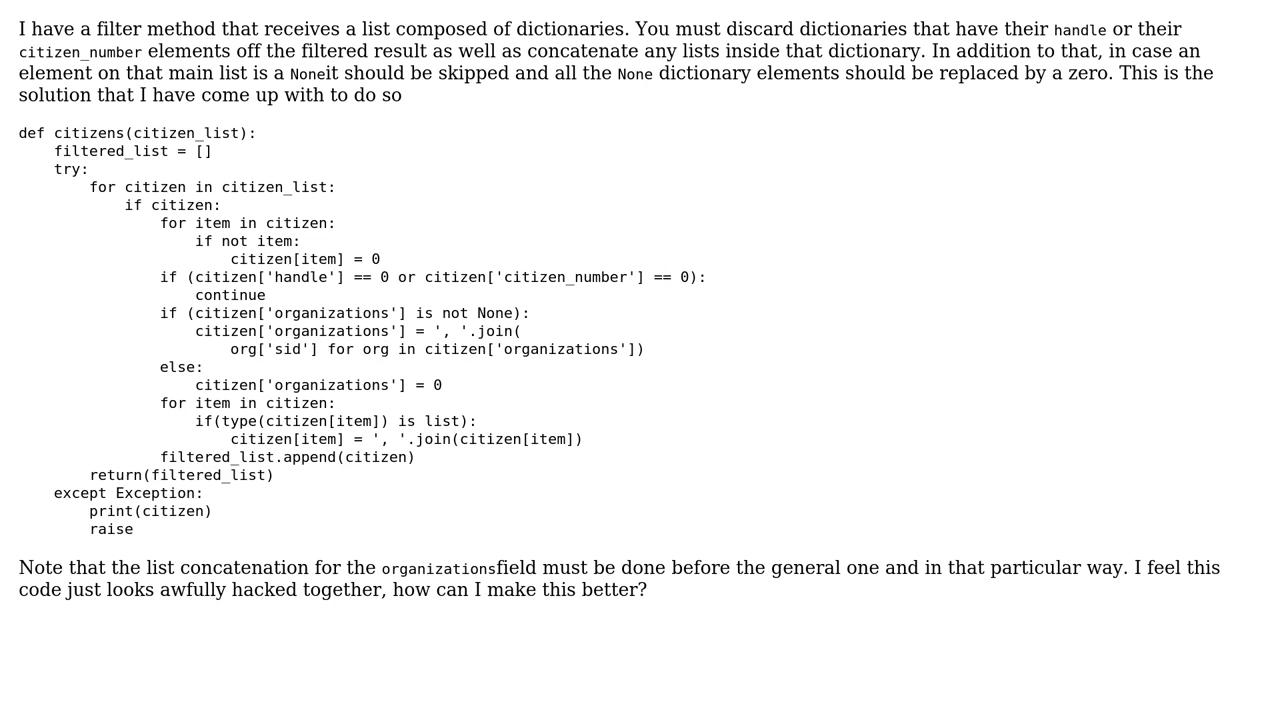 I have a filter method that receives a list composed of dictionaries. You must discard dictionaries that have their handle or their
citizen_number elements off the filtered result as well as concatenate any lists inside that dictionary. In addition to that, in case an
element on that main list is a Noneit should be skipped and all the None dictionary elements should be replaced by a zero. This is the
solution that I have come up with to do so
def citizens(citizen_list):
    filtered_list = []
    try:
        for citizen in citizen_list:
            if citizen:
                for item in citizen:
                    if not item:
                        citizen[item] = 0
                if (citizen['handle'] == 0 or citizen['citizen_number'] == 0):
                    continue
                if (citizen['organizations'] is not None):
                    citizen['organizations'] = ', '.join(
                        org['sid'] for org in citizen['organizations'])
                else:
                    citizen['organizations'] = 0
                for item in citizen:
                    if(type(citizen[item]) is list):
                        citizen[item] = ', '.join(citizen[item])
                filtered_list.append(citizen)
        return(filtered_list)
    except Exception:
        print(citizen)
        raise
Note that the list concatenation for the organizationsfield must be done before the general one and in that particular way. I feel this
code just looks awfully hacked together, how can I make this better?